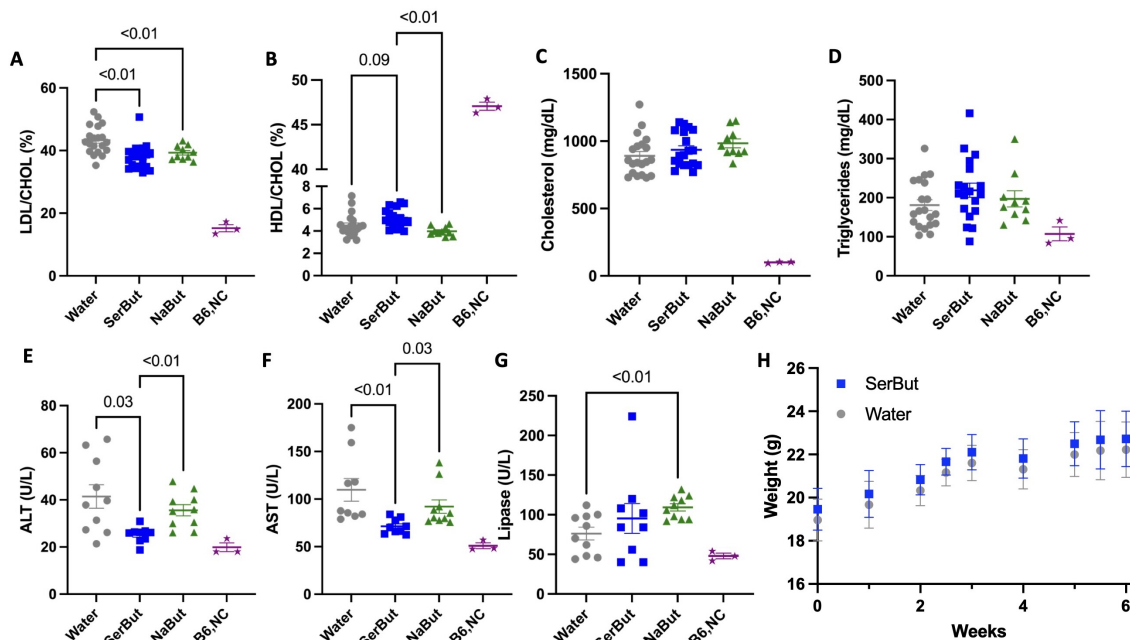 A
<0.01
<0.01
LDL/CHOL (%)
60
40
20
0
Water
SerBut
NaBut
B6,NC
B
<0.01
0.09
HDL/CHOL (%)
50
45
40
8
6
4
2
0
Water
SerBut
NaBut
B6,NC
C
Cholesterol (mg/dL)
1500
1000
500
0
Water
SerBut
NaBut
B6,NC
D
Triglycerides (mg/dL)
500
400
300
200
100
0
Water
SerBut
NaBut
B6,NC
E
<0.01
0.03
ALT (U/L)
80
60
40
20
0
Water
SerBut
NaBut
B6,NC
F
0.03
<0.01
AST (U/L)
200
150
100
50
0
Water
SerBut
NaBut
B6,NC
G
<0.01
Lipase (U/L)
250
200
150
100
50
0
Water
SerBut
NaBut
B6,NC
H
SerBut
Water
Weight (g)
26
24
22
20
18
16
0
2
4
6
Weeks